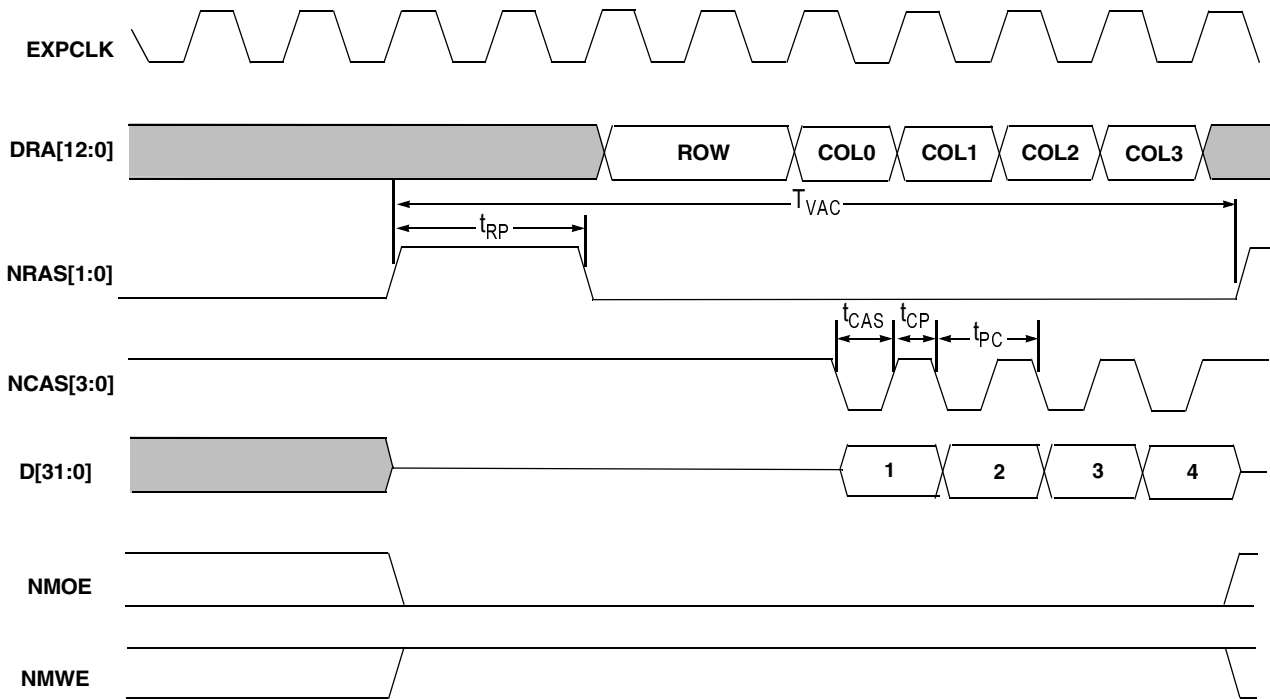 EXPCLK
DRA[12:0]
ROW
COL0
COL1
COL2
COL3
TVAC
tRP
NRAS[1:0]
tCAS
tCP
tPC
NCAS[3:0]
D[31:0]
1
2
3
4
NMOE
NMWE